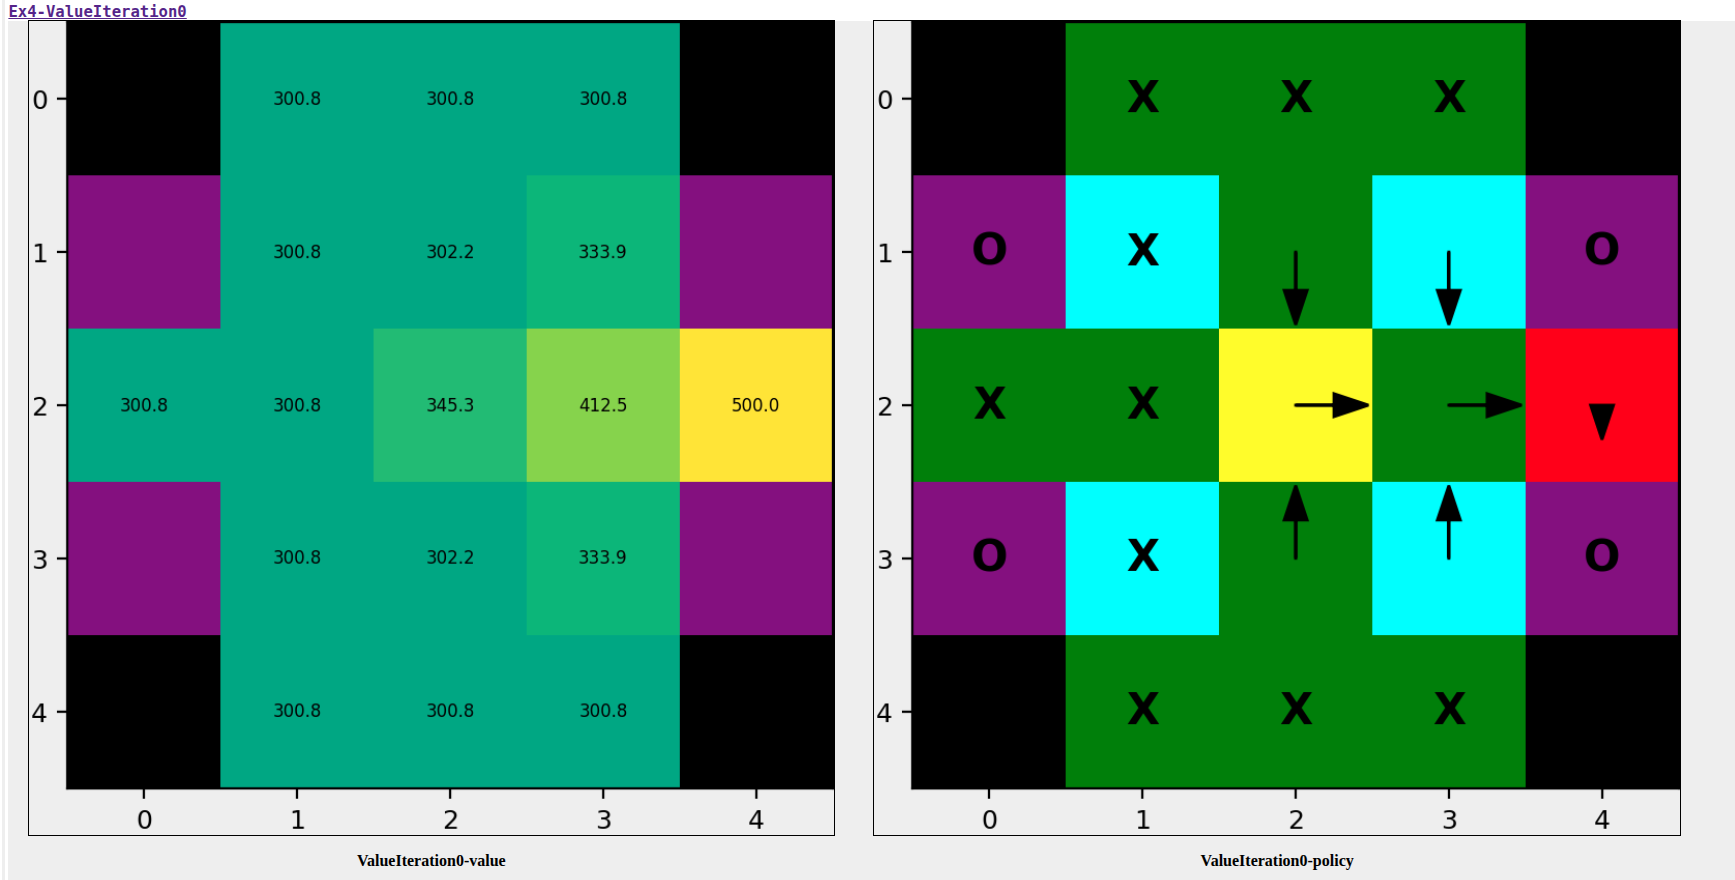 Ex4-ValueIteration0
0 300.8 300.8 300.8 0 X X X
1 300.8 302.2 333.9 1 O X O
2 300.8 300.8 345.3 412.5 500.0 2 X X
3 300.8 302.2 333.9 3 O X O
4 300.8 300.8 300.8 4 X X X
0 1 2 3 4 0 1 2 3 4
ValueIteration0-value ValueIteration0-policy